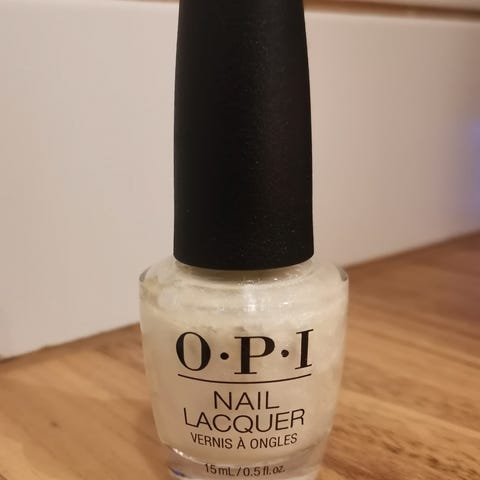 O·P·I
NAIL
LACQUER
VERNIS À ONGLES
15 mL / 0.5 fl. oz.